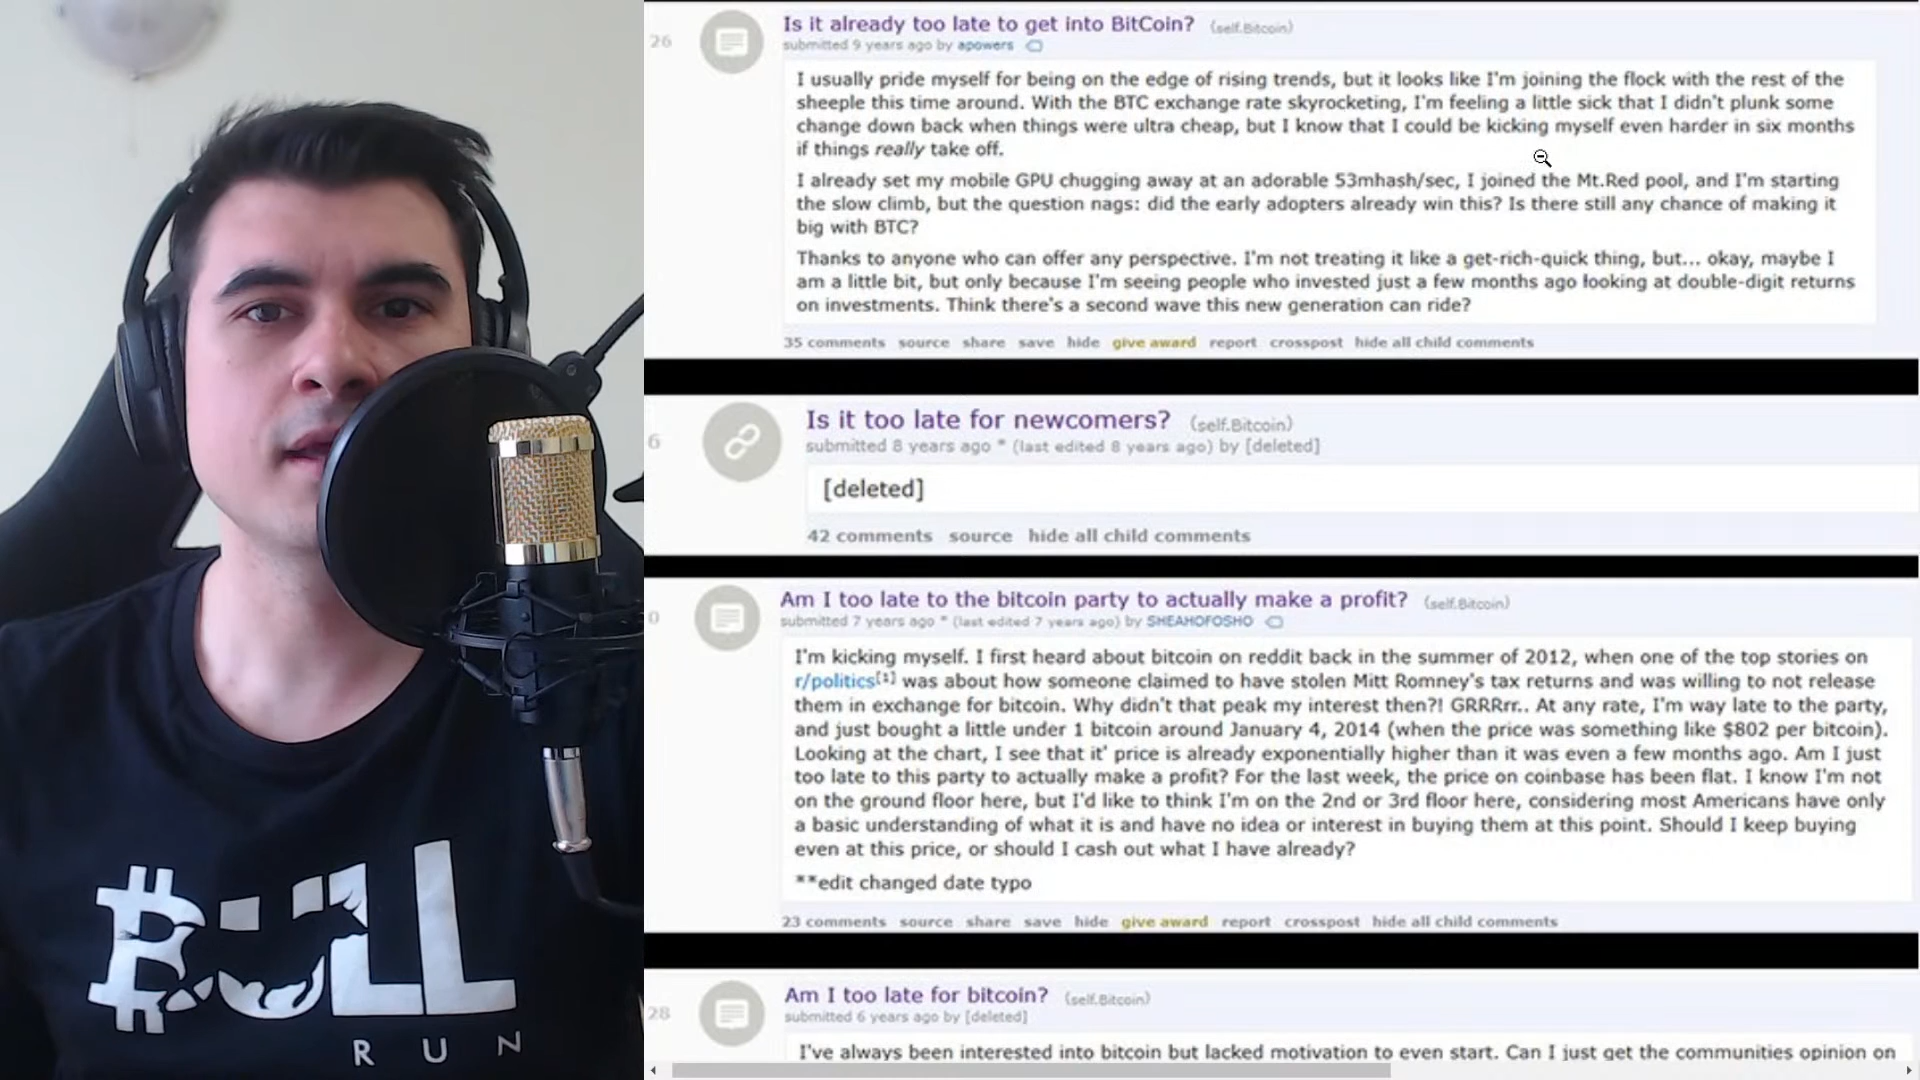 26
Is it already too late to get into BitCoin? (self.Bitcoin)
submitted 9 years ago by apowers
I usually pride myself for being on the edge of rising trends, but it looks like I'm joining the flock with the rest of the
sheeple this time around. With the BTC exchange rate skyrocketing, I'm feeling a little sick that I didn't plunk some
change down back when things were ultra cheap, but I know that I could be kicking myself even harder in six months
if things really take off.
I already set my mobile GPU chugging away at an adorable 53mhash/sec, I joined the Mt.Red pool, and I'm starting
the slow climb, but the question nags: did the early adopters already win this? Is there still any chance of making it
big with BTC?
Thanks to anyone who can offer any perspective. I'm not treating it like a get-rich-quick thing, but... okay, maybe I
am a little bit, but only because I'm seeing people who invested just a few months ago looking at double-digit returns
on investments. Think there's a second wave this new generation can ride?
35 comments source share save hide give award report crosspost hide all child comments
6
Is it too late for newcomers? (self.Bitcoin)
submitted 8 years ago * (last edited 8 years ago) by [deleted]
[deleted]
42 comments source hide all child comments
0
Am I too late to the bitcoin party to actually make a profit? (self.Bitcoin)
submitted 7 years ago * (last edited 7 years ago) by SHEAHOFOSHO
I'm kicking myself. I first heard about bitcoin on reddit back in the summer of 2012, when one of the top stories on
r/politics[1] was about how someone claimed to have stolen Mitt Romney's tax returns and was willing to not release
them in exchange for bitcoin. Why didn't that peak my interest then?! GRRRrr.. At any rate, I'm way late to the party,
and just bought a little under 1 bitcoin around January 4, 2014 (when the price was something like $802 per bitcoin).
Looking at the chart, I see that it' price is already exponentially higher than it was even a few months ago. Am I just
too late to this party to actually make a profit? For the last week, the price on coinbase has been flat. I know I'm not
on the ground floor here, but I'd like to think I'm on the 2nd or 3rd floor here, considering most Americans have only
a basic understanding of what it is and have no idea or interest in buying them at this point. Should I keep buying
even at this price, or should I cash out what I have already?
**edit changed date typo
23 comments source share save hide give award report crosspost hide all child comments
28
Am I too late for bitcoin? (self.Bitcoin)
submitted 6 years ago by [deleted]
I've always been interested into bitcoin but lacked motivation to even start. Can I just get the communities opinion on
BULL
RUN